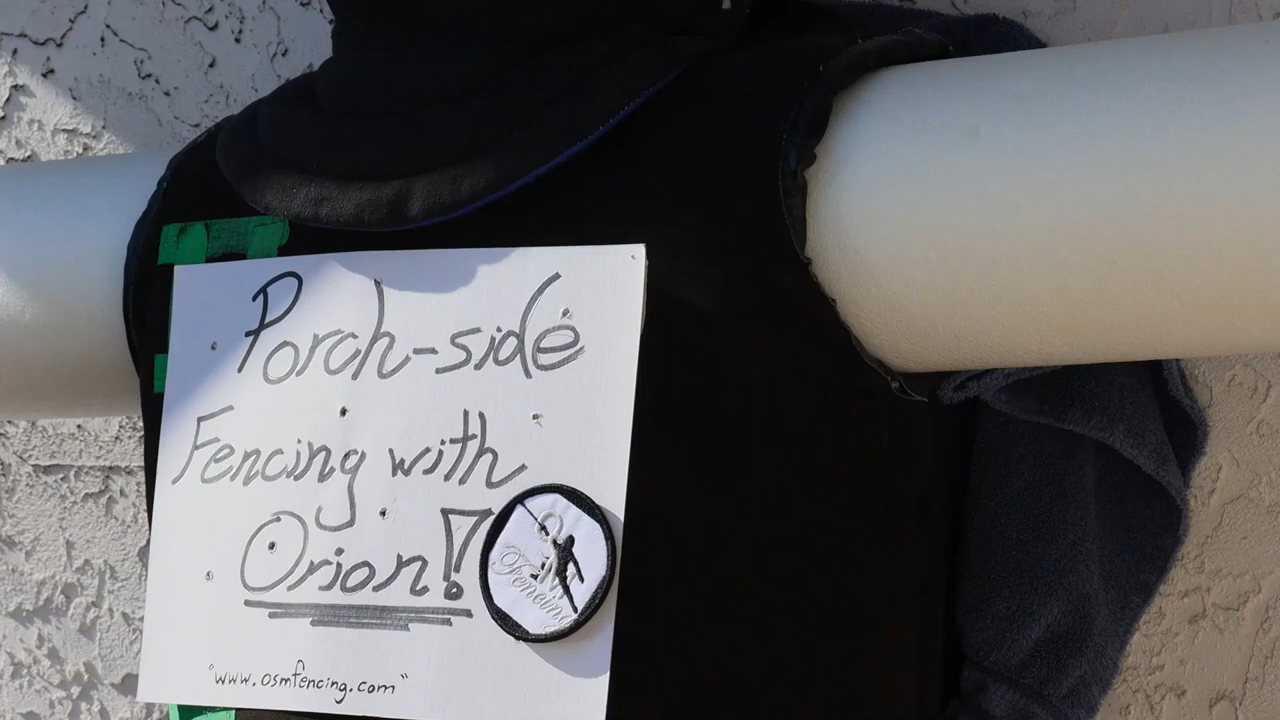 Porch-side
Fencing with
Orion!
"www.osmfencing.com"
Fencing